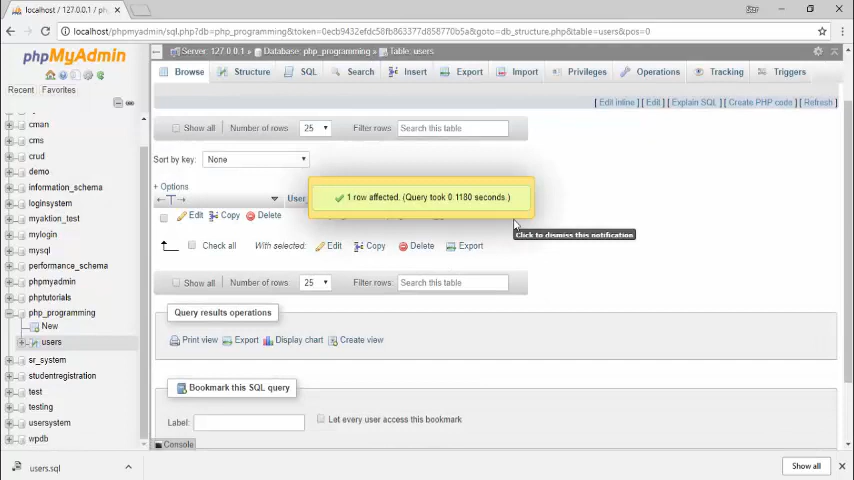 localhost / 127.0.0.1 / ph
localhost/phpmyadmin/sql.php?db=php_programming&token=0ecb9432efdc58fb863377d858770b5a&goto=db_structure.php&table=users&pos=0
phpMyAdmin
Recent Favorites
cman
cms
crud
demo
information_schema
loginsystem
myaktion_test
mylogin
mysql
performance_schema
phpmyadmin
phptutorials
php_programming
New
users
sr_system
studentregistration
test
testing
usersystem
wpdb
Server: 127.0.0.1 » Database: php_programming » Table: users
Browse Structure SQL Search Insert Export Import Privileges Operations Tracking Triggers
[ Edit inline ] [ Edit ] [ Explain SQL ] [ Create PHP code ] [ Refresh ]
Show all Number of rows: 25 Filter rows: Search this table
Sort by key: None
+ Options
←T→ User
1 row affected. (Query took 0.1180 seconds.)
Edit Copy Delete
Click to dismiss this notification
Check all With selected: Edit Copy Delete Export
Show all Number of rows: 25 Filter rows: Search this table
Query results operations
Print view Export Display chart Create view
Bookmark this SQL query
Label: Let every user access this bookmark
Console
users.sql Show all